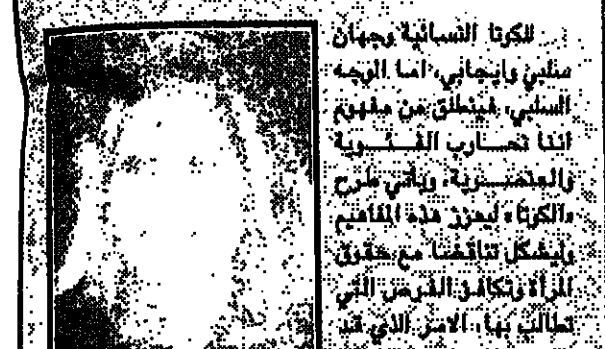 للكوتا النسائية وجهان
سلبي وايجابي، اما الوجه
السلبي، فينطلق من مفهوم
اننا نحارب الفئوية
والعنصرية، ويأتي طرح
«الكوتا» ليعزز هذه المفاهيم
وليشكل تناقضا مع حقوق
المرأة وتكافؤ الفرص التي
تطالب بها، الامر الذي قد